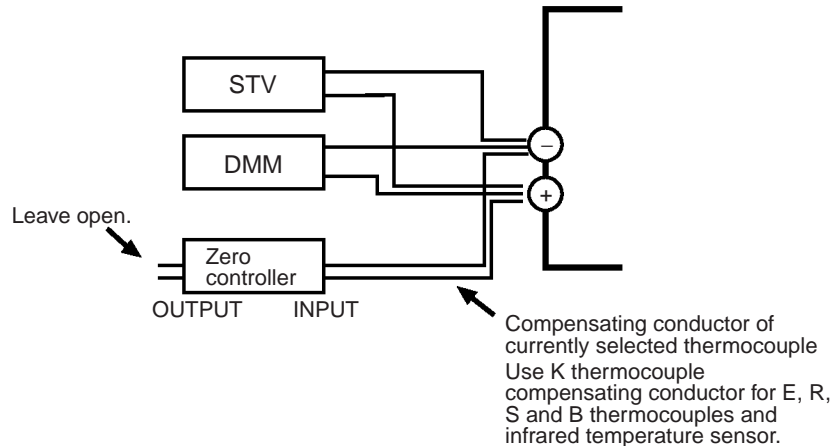 STV
−
DMM
+
Leave open.
Zero
controller
OUTPUT INPUT
Compensating conductor of
currently selected thermocouple
Use K thermocouple
compensating conductor for E, R,
S and B thermocouples and
infrared temperature sensor.